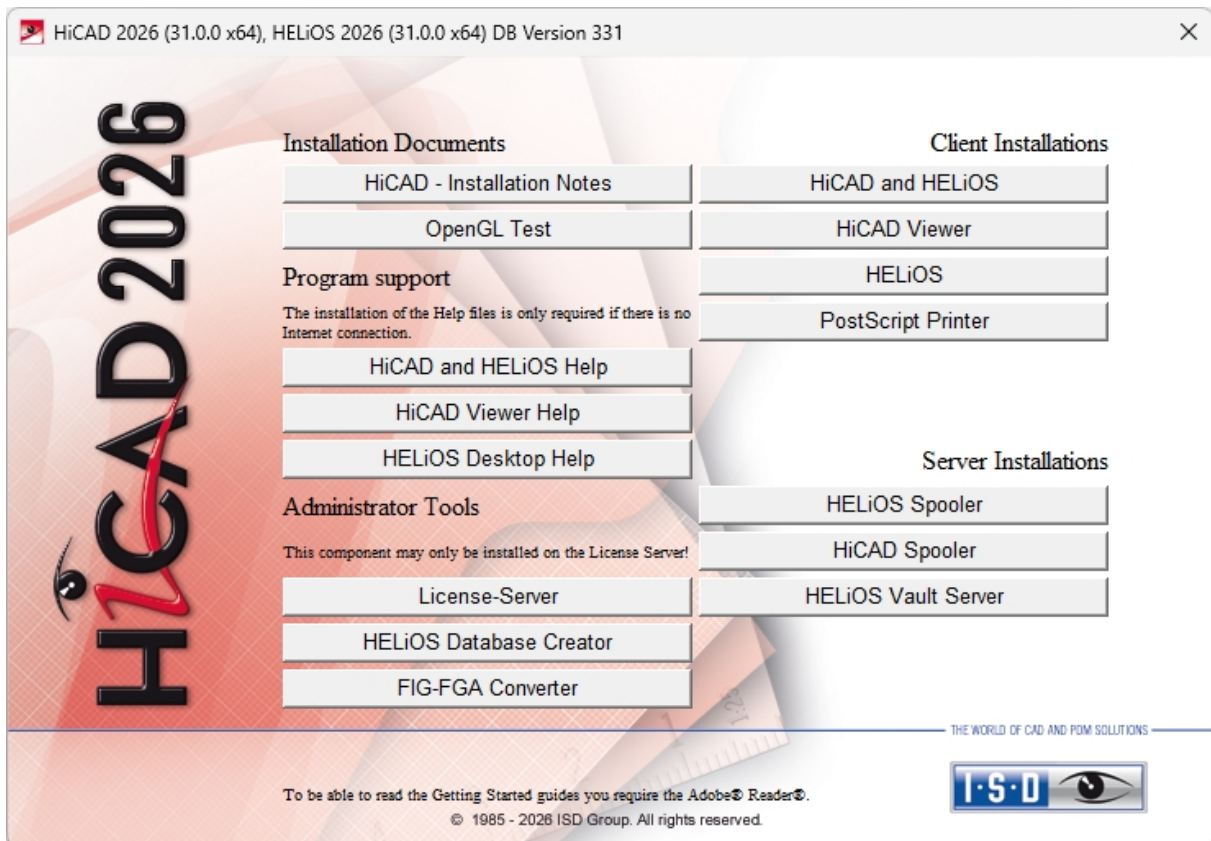 HiCAD 2026 (31.0.0 x64), HELiOS 2026 (31.0.0 x64) DB Version 331
HiCAD 2026
Installation Documents
HiCAD - Installation Notes
OpenGL Test
Program support
The installation of the Help files is only required if there is no
Internet connection.
HiCAD and HELiOS Help
HiCAD Viewer Help
HELiOS Desktop Help
Administrator Tools
This component may only be installed on the License Server!
License-Server
HELiOS Database Creator
FIG-FGA Converter
Client Installations
HiCAD and HELiOS
HiCAD Viewer
HELiOS
PostScript Printer
Server Installations
HELiOS Spooler
HiCAD Spooler
HELiOS Vault Server
1:25
1
THE WORLD OF CAD AND PDM SOLUTIONS
I·S·D
To be able to read the Getting Started guides you require the Adobe® Reader®.
© 1985 - 2026 ISD Group. All rights reserved.